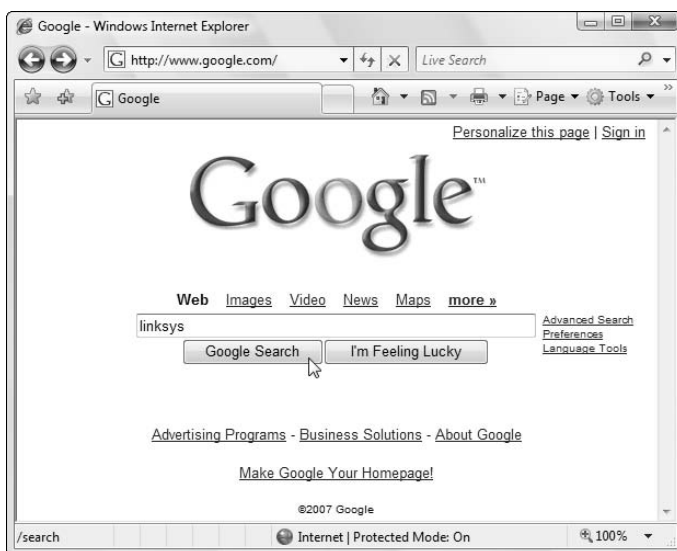 Google - Windows Internet Explorer
http://www.google.com/
Live Search
Google
Page
Tools
Personalize this page | Sign in
Google™
Web Images Video News Maps more »
linksys
Advanced Search
Preferences
Language Tools
Google Search
I'm Feeling Lucky
Advertising Programs - Business Solutions - About Google
Make Google Your Homepage!
©2007 Google
/search
Internet | Protected Mode: On
100%